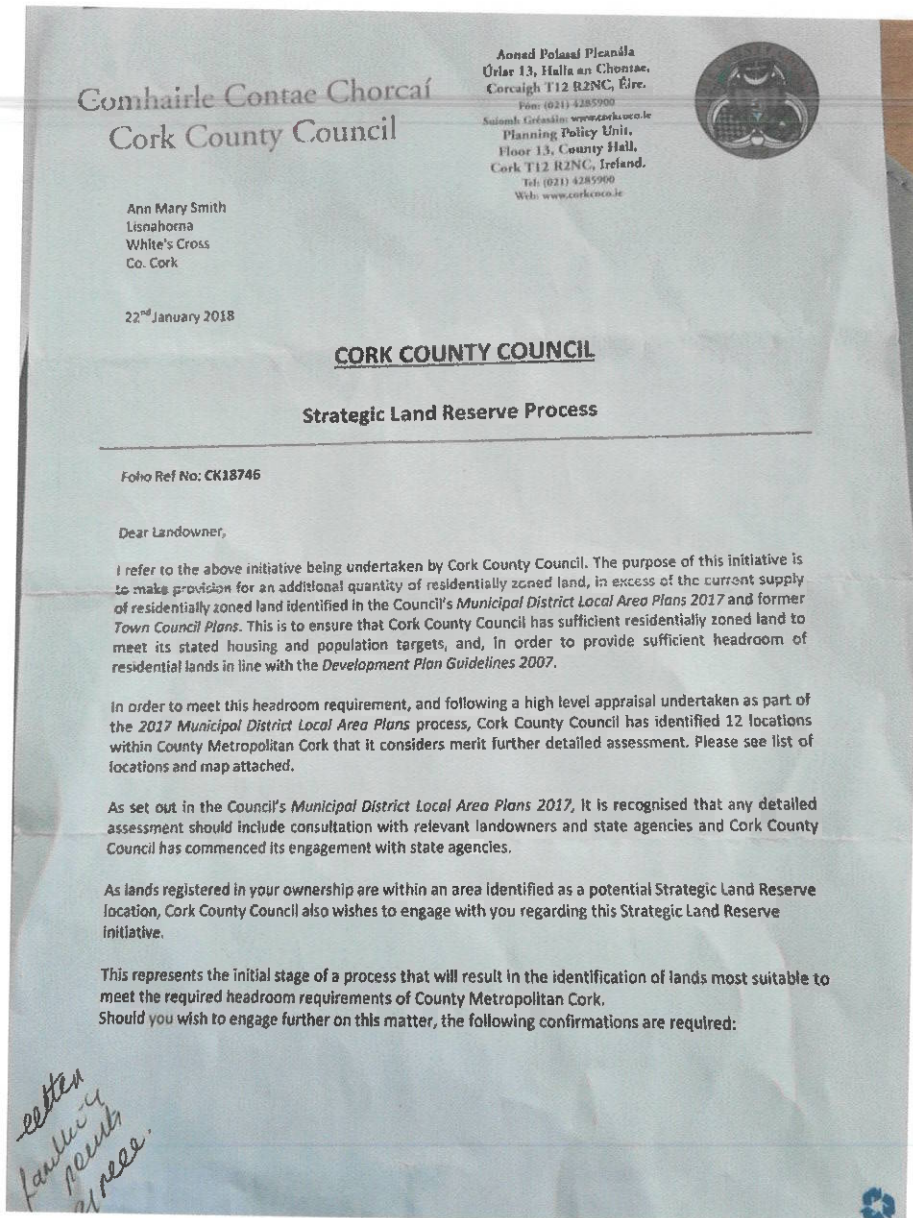 Comhairle Contae Chorcaí
Cork County Council
Aonad Polasaí Pleanála
Úrlar 13, Halla an Chontae,
Corcaigh T12 R2NC, Éire.
Fón: (021) 4285900
Suíomh Gréasáin: www.corkcoco.ie
Planning Policy Unit,
Floor 13, County Hall,
Cork T12 R2NC, Ireland.
Tel: (021) 4285900
Web: www.corkcoco.ie
Ann Mary Smith
Lisnahorna
White's Cross
Co. Cork
22nd January 2018
CORK COUNTY COUNCIL
Strategic Land Reserve Process
Folio Ref No: CK18746
Dear Landowner,
I refer to the above initiative being undertaken by Cork County Council. The purpose of this initiative is
to make provision for an additional quantity of residentially zoned land, in excess of the current supply
of residentially zoned land identified in the Council's Municipal District Local Area Plans 2017 and former
Town Council Plans. This is to ensure that Cork County Council has sufficient residentially zoned land to
meet its stated housing and population targets, and, in order to provide sufficient headroom of
residential lands in line with the Development Plan Guidelines 2007.
In order to meet this headroom requirement, and following a high level appraisal undertaken as part of
the 2017 Municipal District Local Area Plans process, Cork County Council has identified 12 locations
within County Metropolitan Cork that it considers merit further detailed assessment. Please see list of
locations and map attached.
As set out in the Council's Municipal District Local Area Plans 2017, it is recognised that any detailed
assessment should include consultation with relevant landowners and state agencies and Cork County
Council has commenced its engagement with state agencies.
As lands registered in your ownership are within an area identified as a potential Strategic Land Reserve
location, Cork County Council also wishes to engage with you regarding this Strategic Land Reserve
initiative.
This represents the initial stage of a process that will result in the identification of lands most suitable to
meet the required headroom requirements of County Metropolitan Cork.
Should you wish to engage further on this matter, the following confirmations are required: